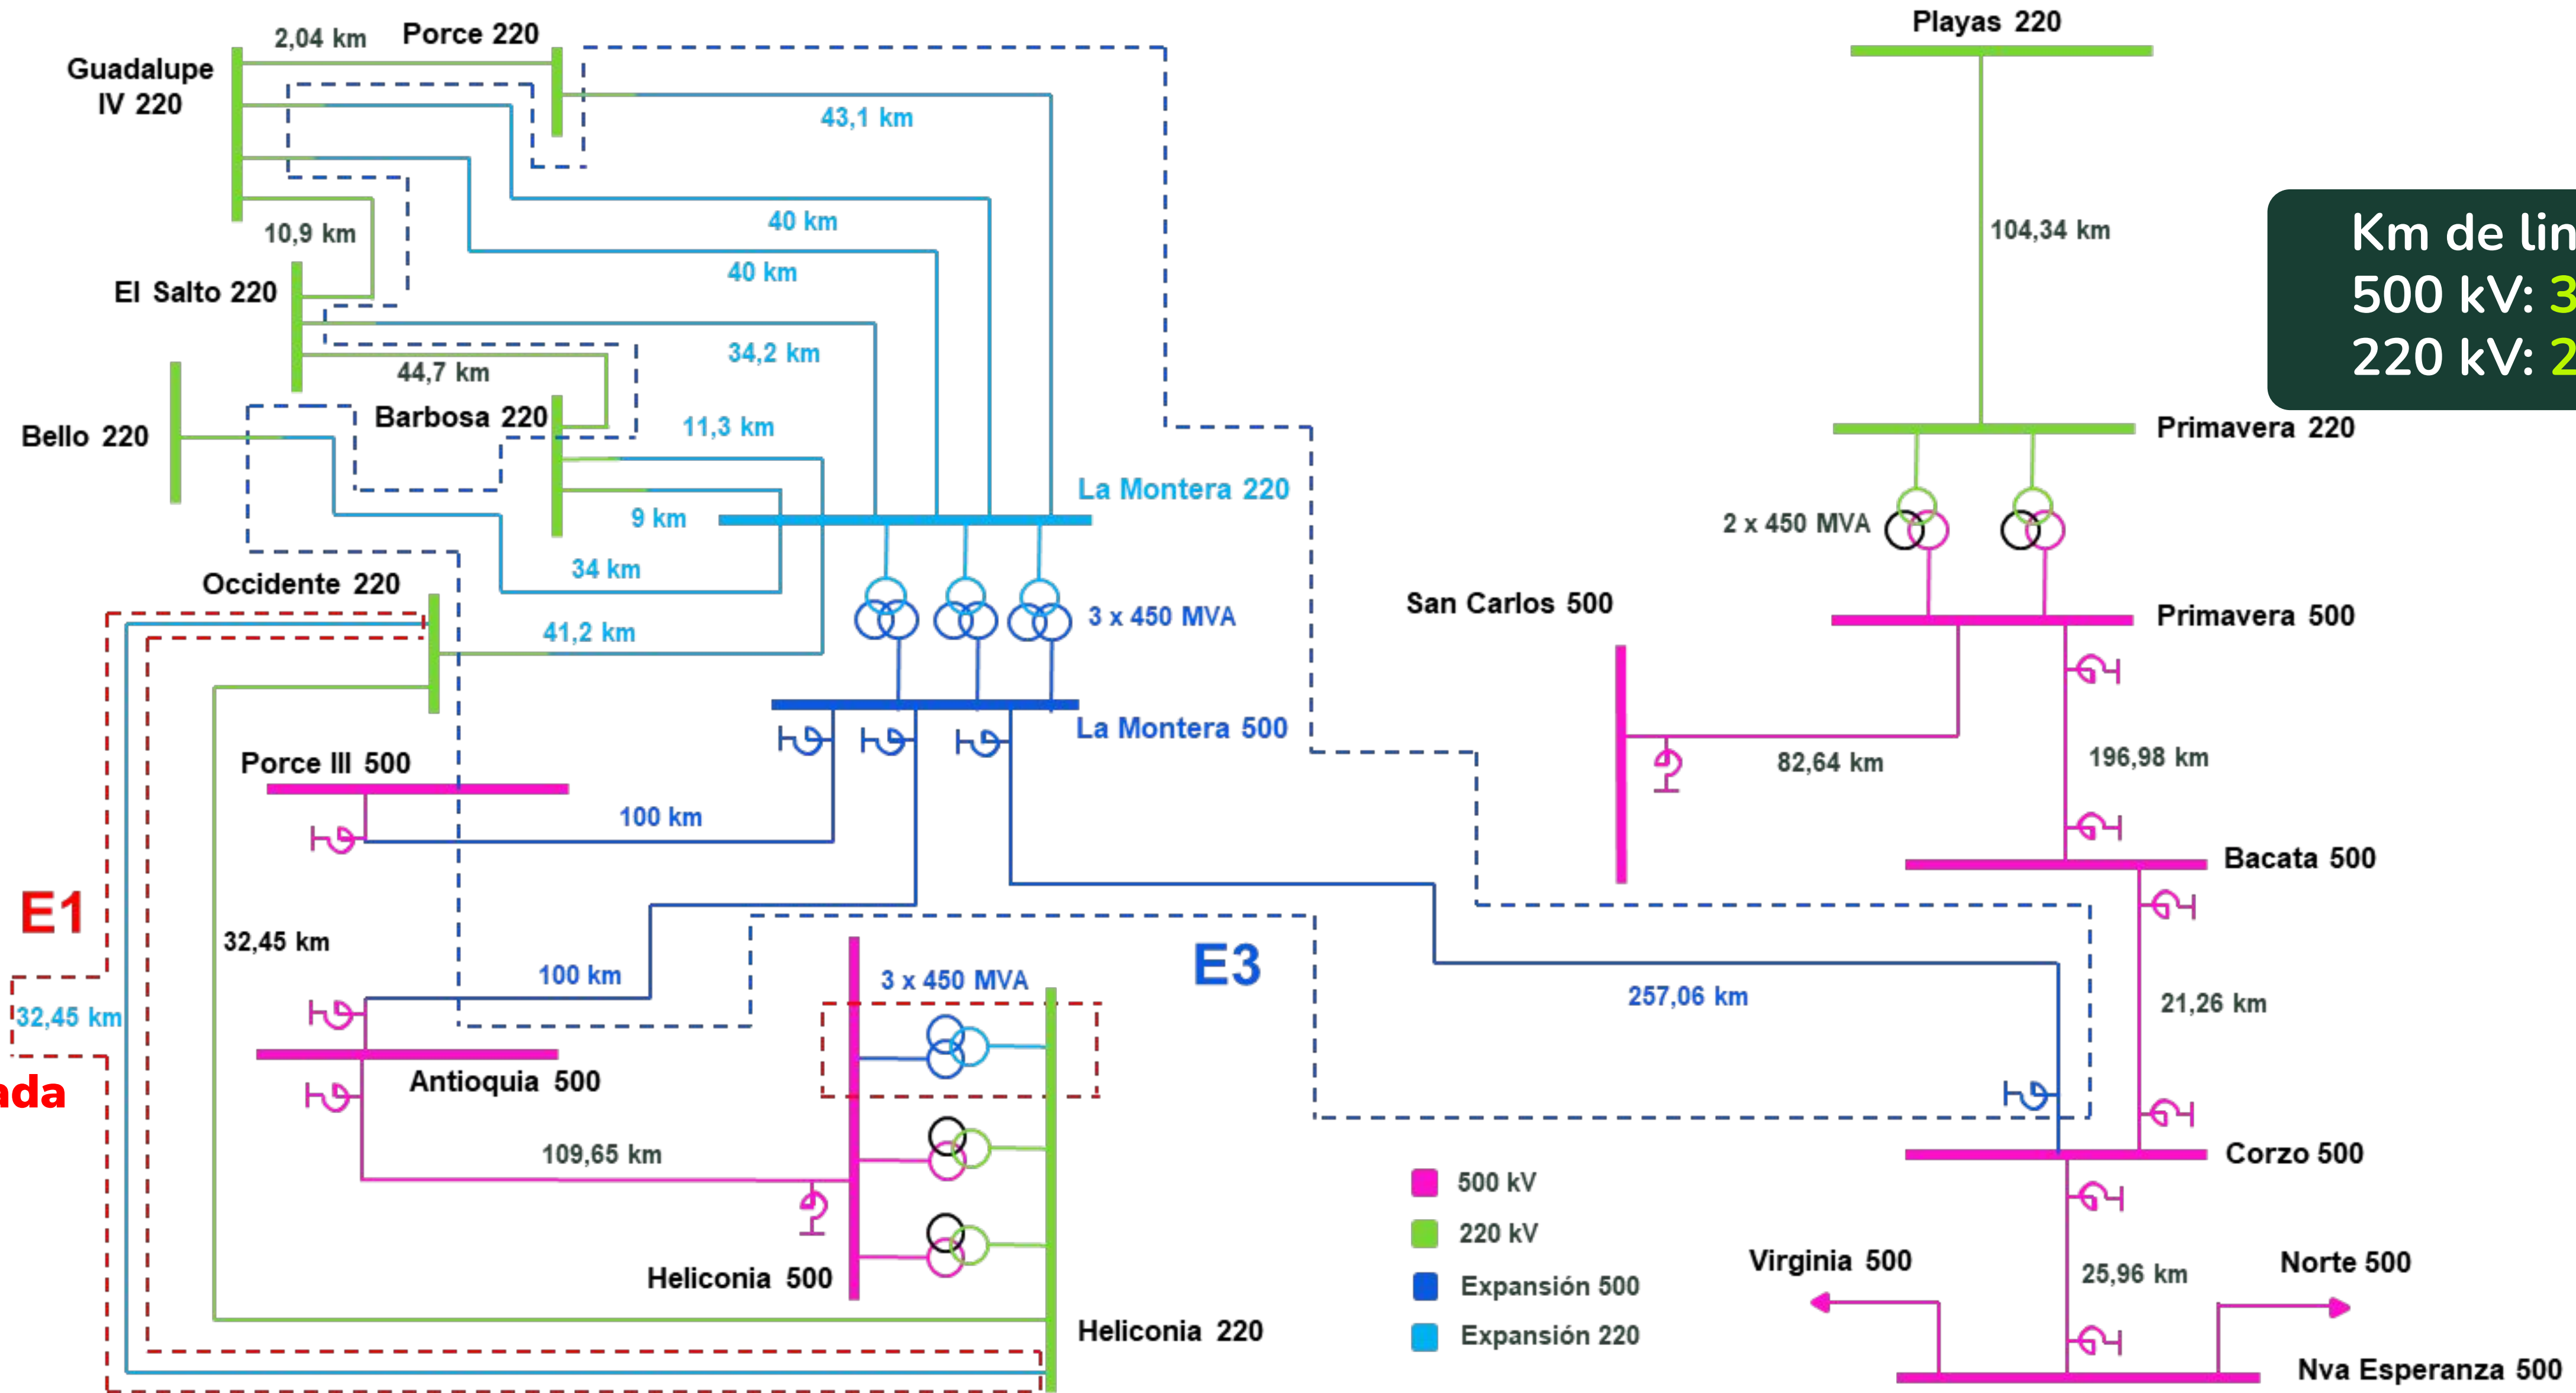 2,04 km
Porce 220
Guadalupe
IV 220
43,1 km
40 km
40 km
10,9 km
El Salto 220
34,2 km
44,7 km
Barbosa 220
11,3 km
Bello 220
La Montera 220
9 km
34 km
Occidente 220
41,2 km
3 x 450 MVA
La Montera 500
Porce III 500
100 km
E1
32,45 km
100 km
3 x 450 MVA
E3
32,45 km
Antioquia 500
109,65 km
Heliconia 500
Heliconia 220
257,06 km
Playas 220
104,34 km
Km de
500 kV: 3
220 kV: 2
Primavera 220
2 x 450 MVA
San Carlos 500
Primavera 500
82,64 km
196,98 km
Bacata 500
21,26 km
Corzo 500
500 kV
220 kV
Expansión 500
Expansión 220
Virginia 500
25,96 km
Norte 500
Nva Esperanza 500